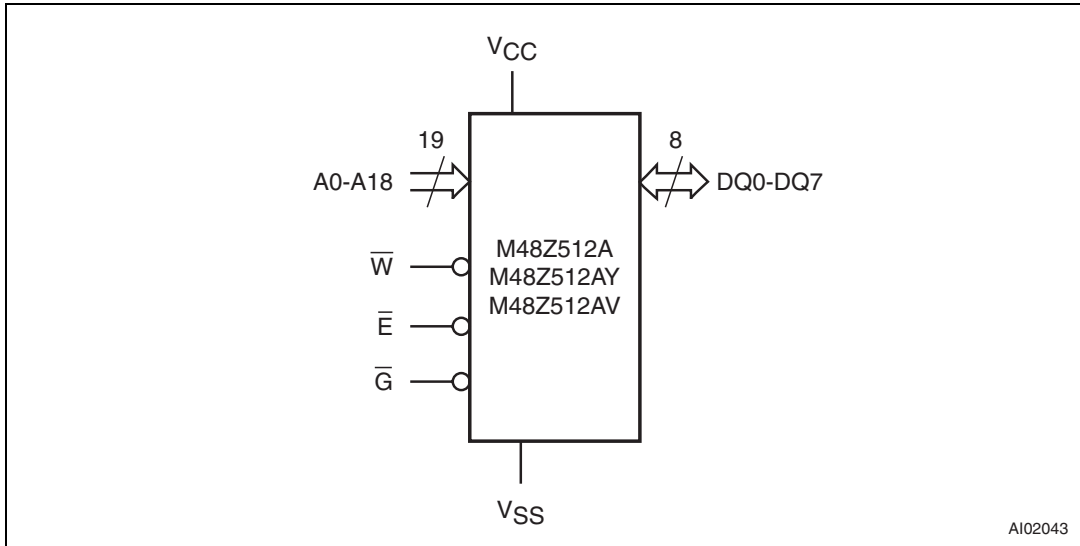 VCC
19
8
A0-A18
DQ0-DQ7
M48Z512A
W̅
M48Z512AY
M48Z512AV
E̅
G̅
VSS
AI02043